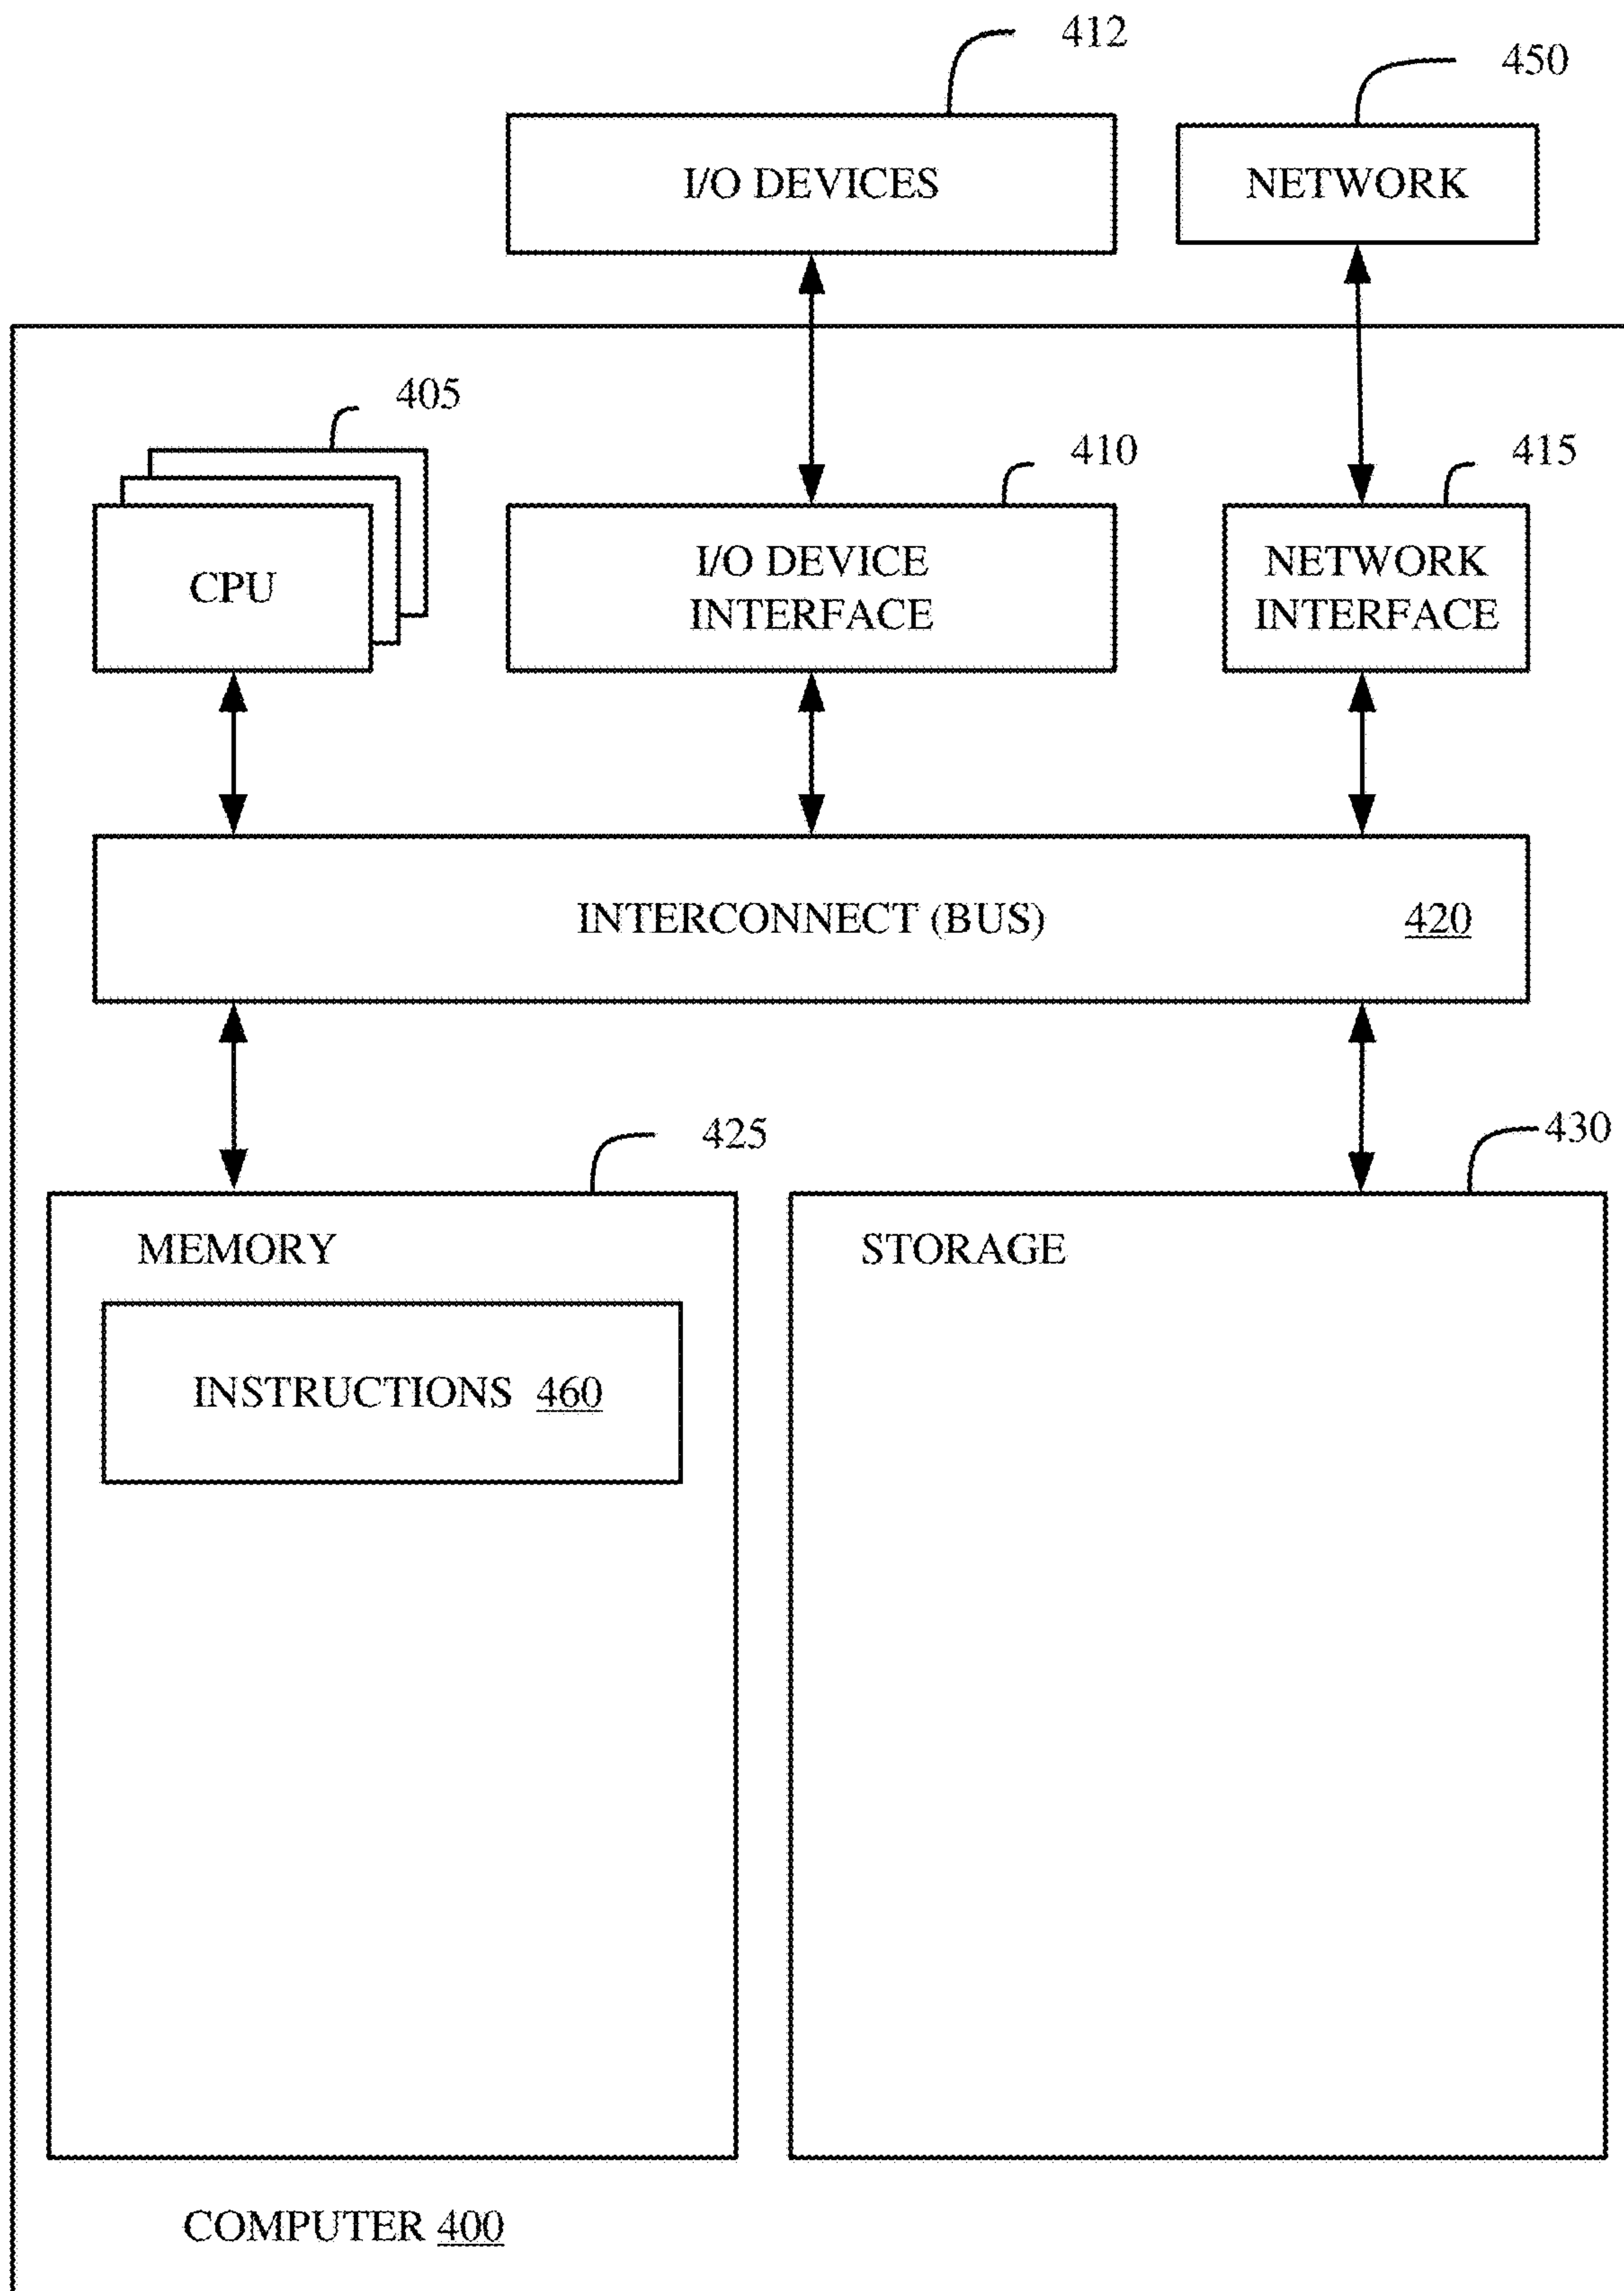 412
450
I/O DEVICES
NETWORK
405
410
415
CPU
I/O DEVICE
INTERFACE
NETWORK
INTERFACE
INTERCONNECT (BUS) 420
425
430
MEMORY
STORAGE
INSTRUCTIONS 460
COMPUTER 400